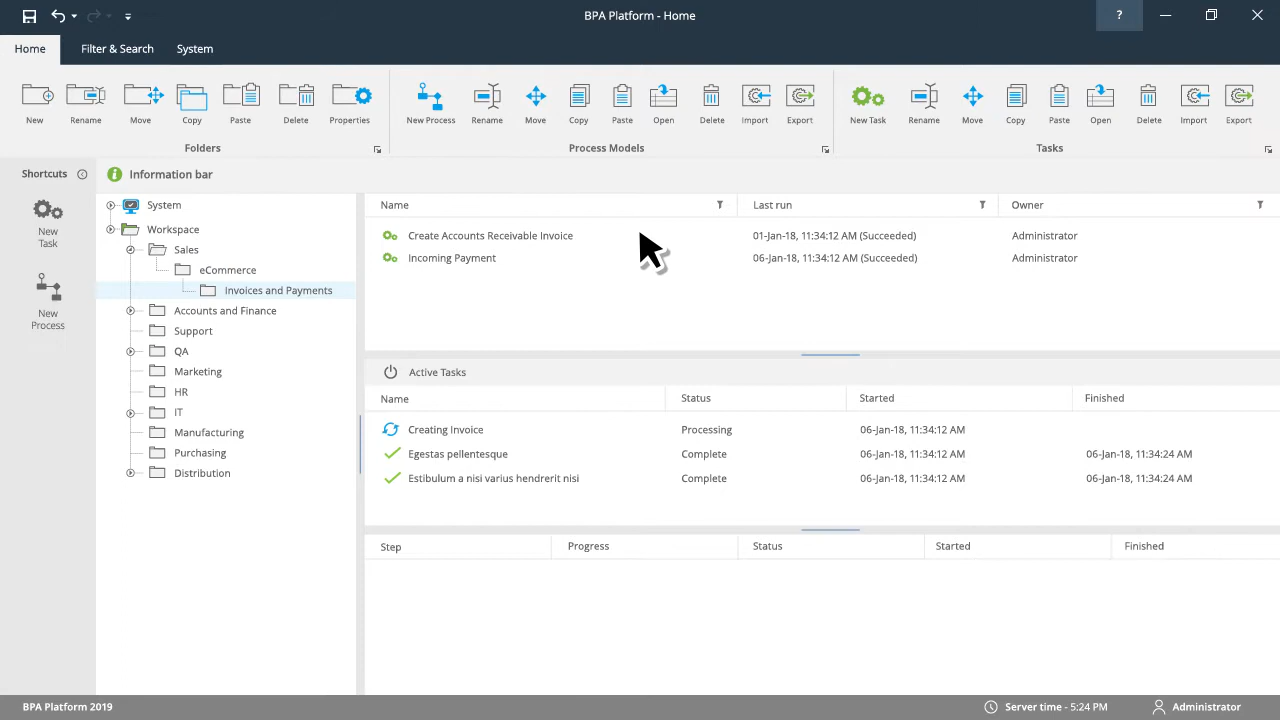 BPA Platform - Home
?
Home Filter & Search System
New Rename Move Copy Paste Delete Properties New Process Rename Move Copy Paste Open Delete Import Export New Task Rename Move Copy Paste Open Delete Import Export
Folders Process Models Tasks
Shortcuts
Information bar
New
Task
New
Process
System
Workspace
Sales
eCommerce
Invoices and Payments
Accounts and Finance
Support
QA
Marketing
HR
IT
Manufacturing
Purchasing
Distribution
Name Last run Owner
Create Accounts Receivable Invoice 01-Jan-18, 11:34:12 AM (Succeeded) Administrator
Incoming Payment 06-Jan-18, 11:34:12 AM (Succeeded) Administrator
Active Tasks
Name Status Started Finished
Creating Invoice Processing 06-Jan-18, 11:34:12 AM
Egestas pellentesque Complete 06-Jan-18, 11:34:12 AM 06-Jan-18, 11:34:24 AM
Estibulum a nisi varius hendrerit nisi Complete 06-Jan-18, 11:34:12 AM 06-Jan-18, 11:34:24 AM
Step Progress Status Started Finished
BPA Platform 2019 Server time - 5:24 PM Administrator